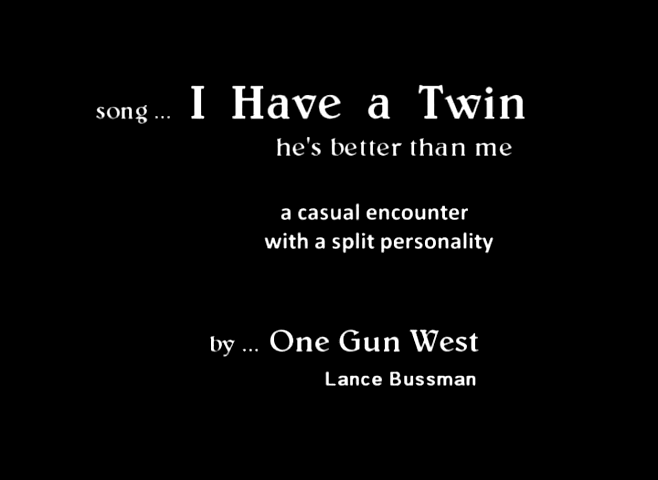 song ... I Have a Twin
he's better than me
a casual encounter
with a split personality
by ... One Gun West
Lance Bussman